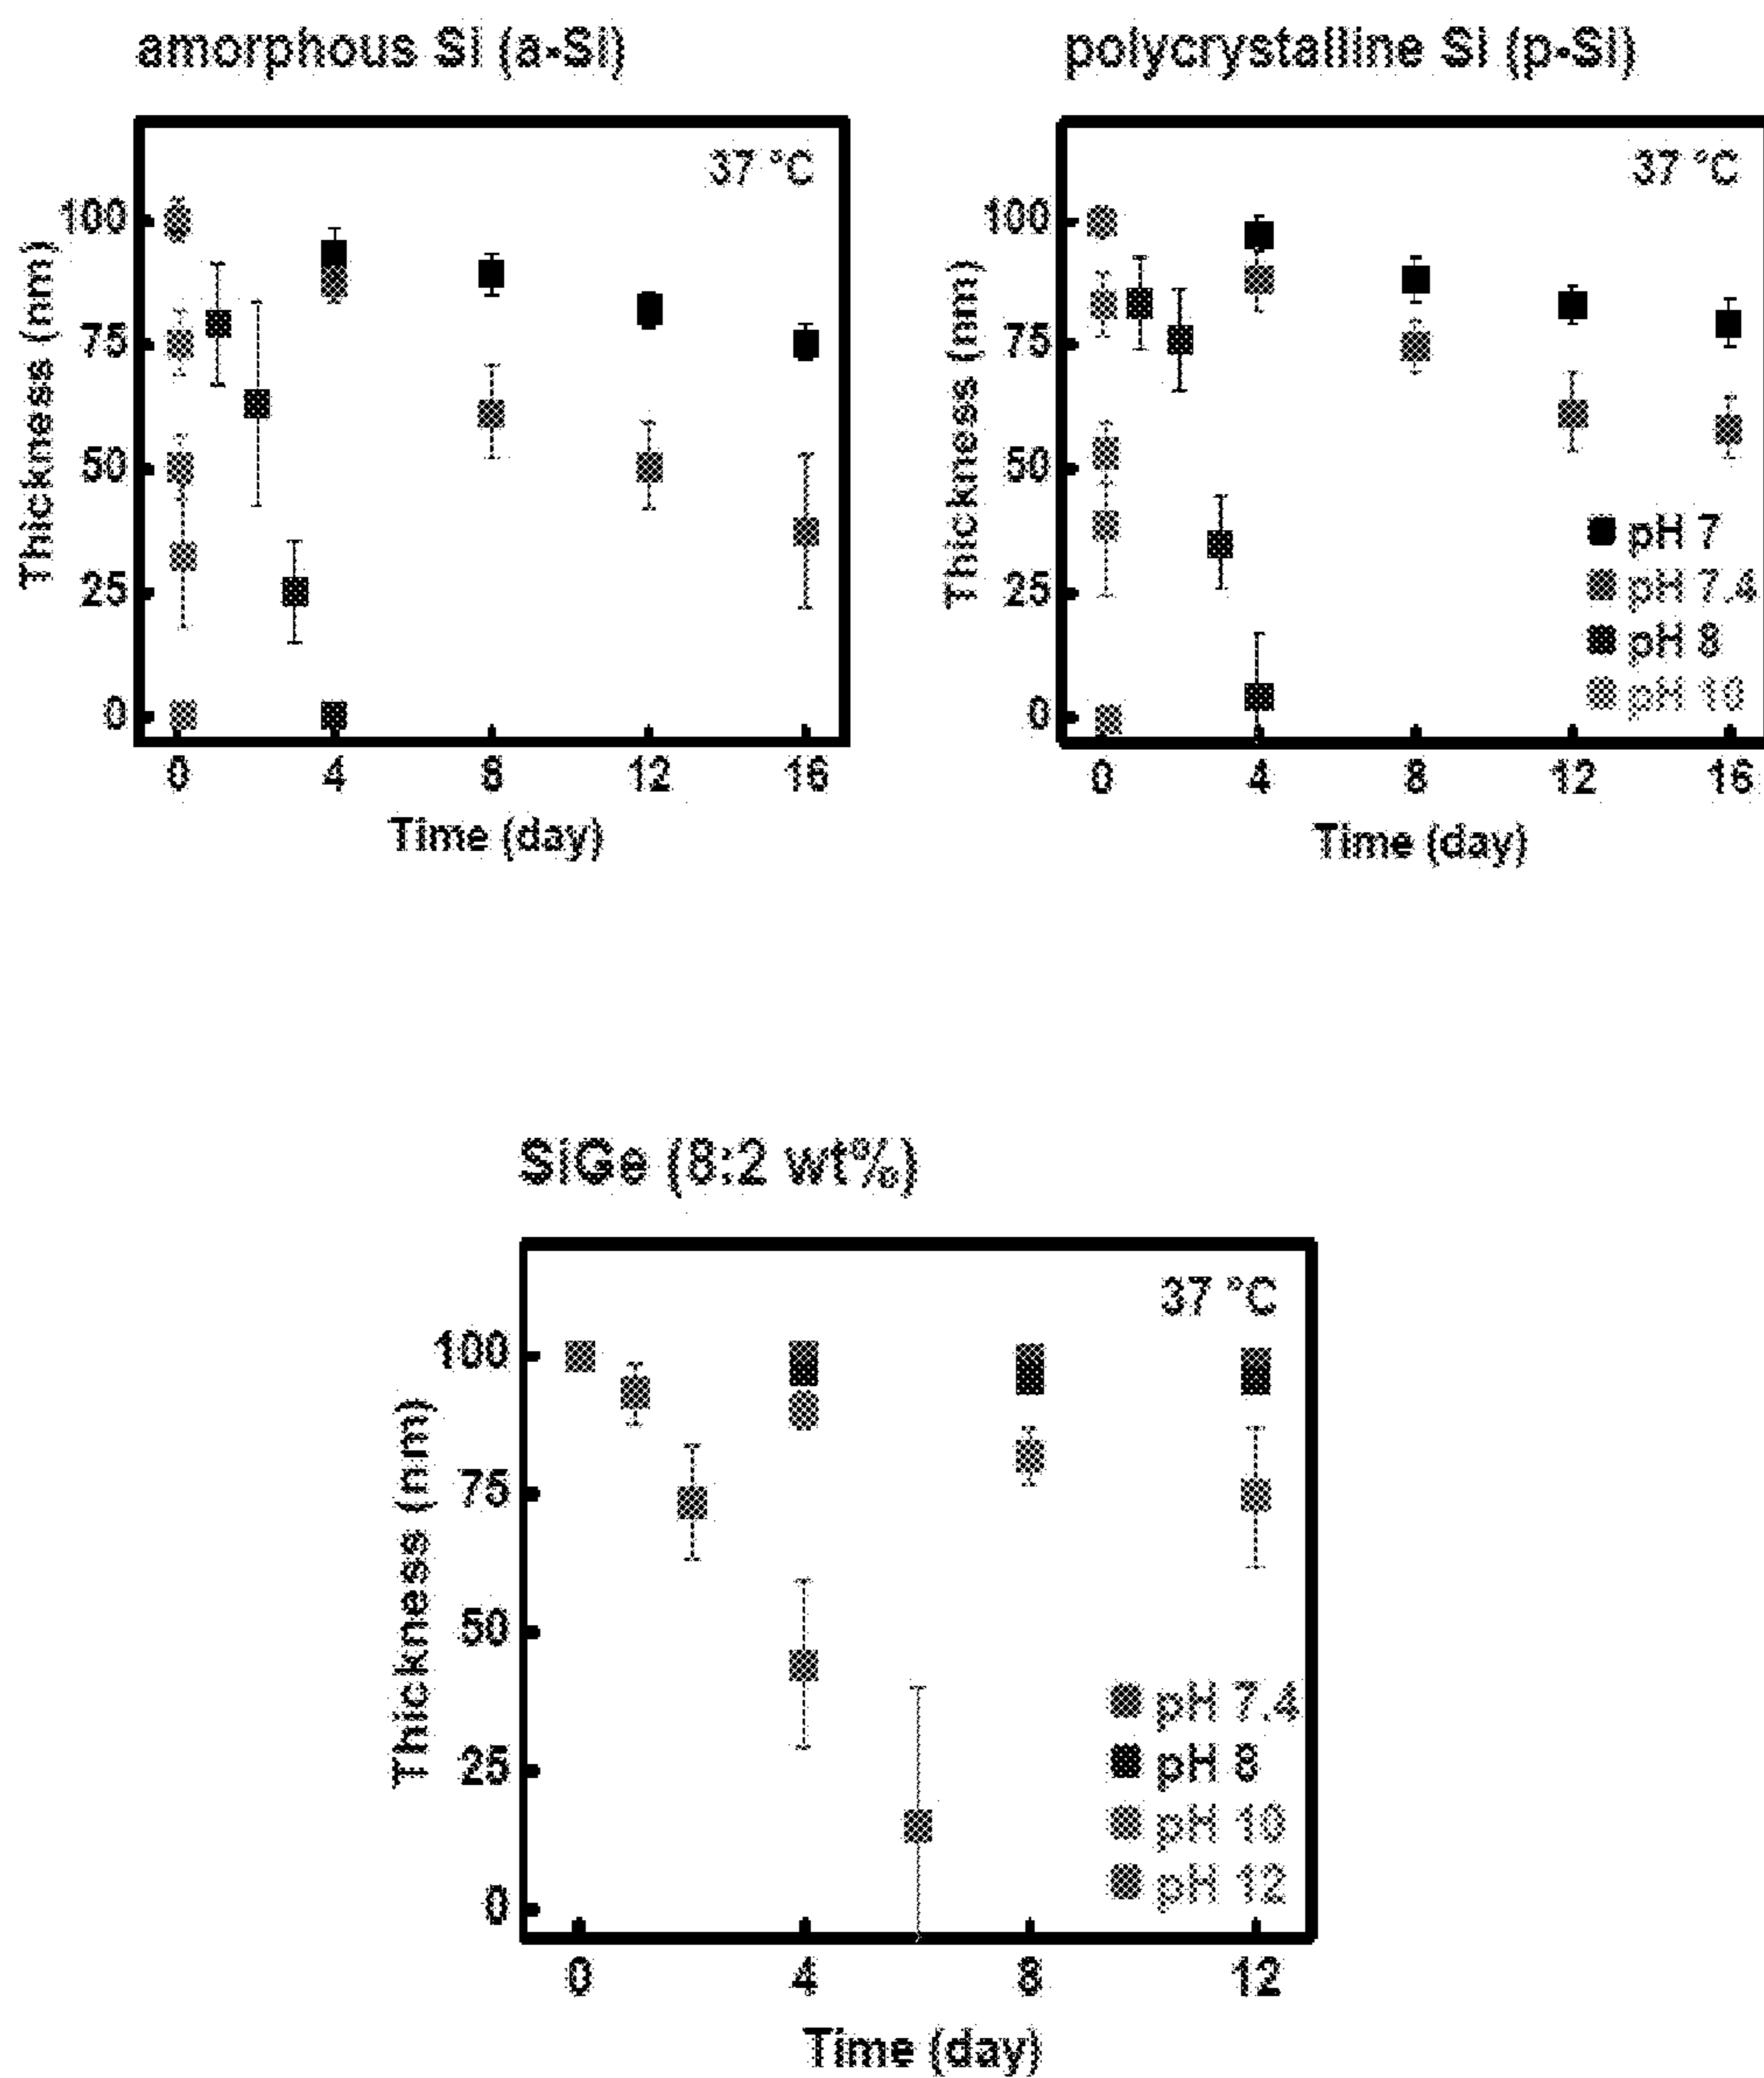 amorphous Si (a-Si)
37 °C
Thickness (nm)
100
75
50
25
0
0 4 8 12 16
Time (day)
polycrystalline Si (p-Si)
37 °C
Thickness (nm)
100
75
50
25
0
pH 7
pH 7.4
pH 8
pH 10
0 4 8 12 16
Time (day)
SiGe (8:2 wt%)
37 °C
Thickness (nm)
100
75
50
25
0
pH 7.4
pH 8
pH 10
pH 12
0 4 8 12
Time (day)